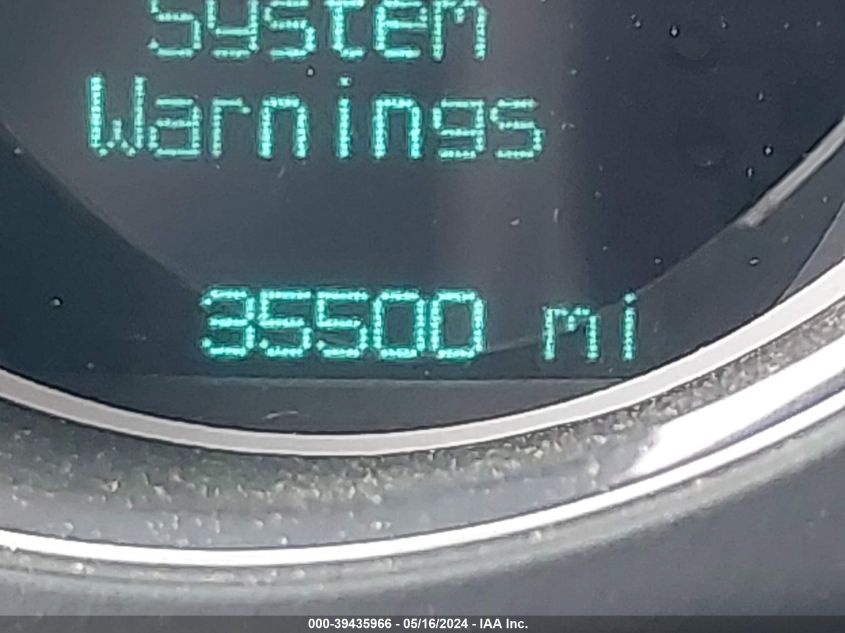 System
Warnings
35500 mi
000-39435966 - 05/16/2024 - IAA Inc.